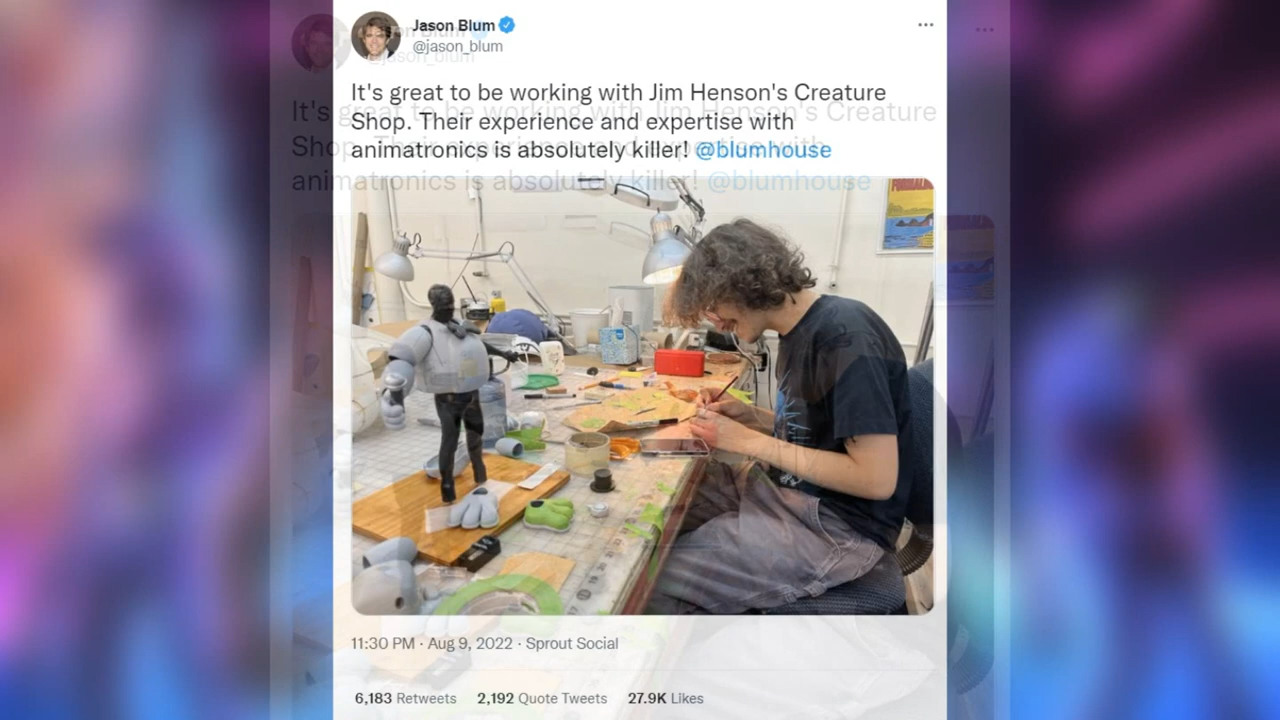 Jason Blum
@jason_blum
It's great to be working with Jim Henson's Creature
Shop. Their experience and expertise with
animatronics is absolutely killer! @blumhouse
11:30 PM · Aug 9, 2022 · Sprout Social
6,183 Retweets 2,192 Quote Tweets 27.9K Likes